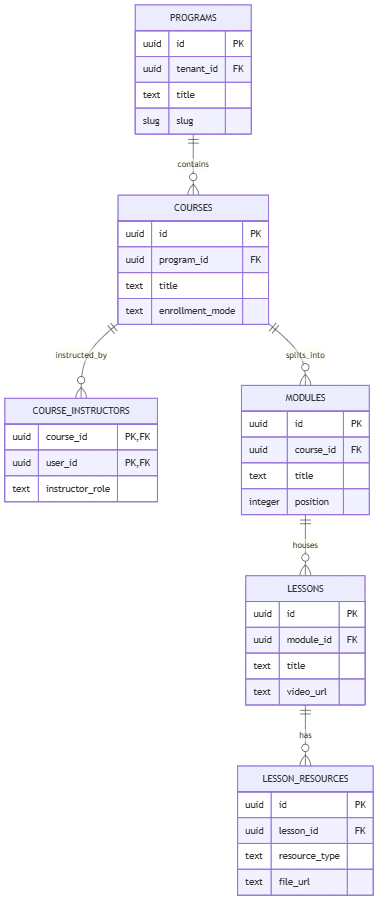 PROGRAMS
uuid id PK
uuid tenant_id FK
text title
slug slug
contains
COURSES
uuid id PK
uuid program_id FK
text title
text enrollment_mode
instructed_by
splits_into
COURSE_INSTRUCTORS
uuid course_id PK,FK
uuid user_id PK,FK
text instructor_role
MODULES
uuid id PK
uuid course_id FK
text title
integer position
houses
LESSONS
uuid id PK
uuid module_id FK
text title
text video_url
has
LESSON_RESOURCES
uuid id PK
uuid lesson_id FK
text resource_type
text file_url